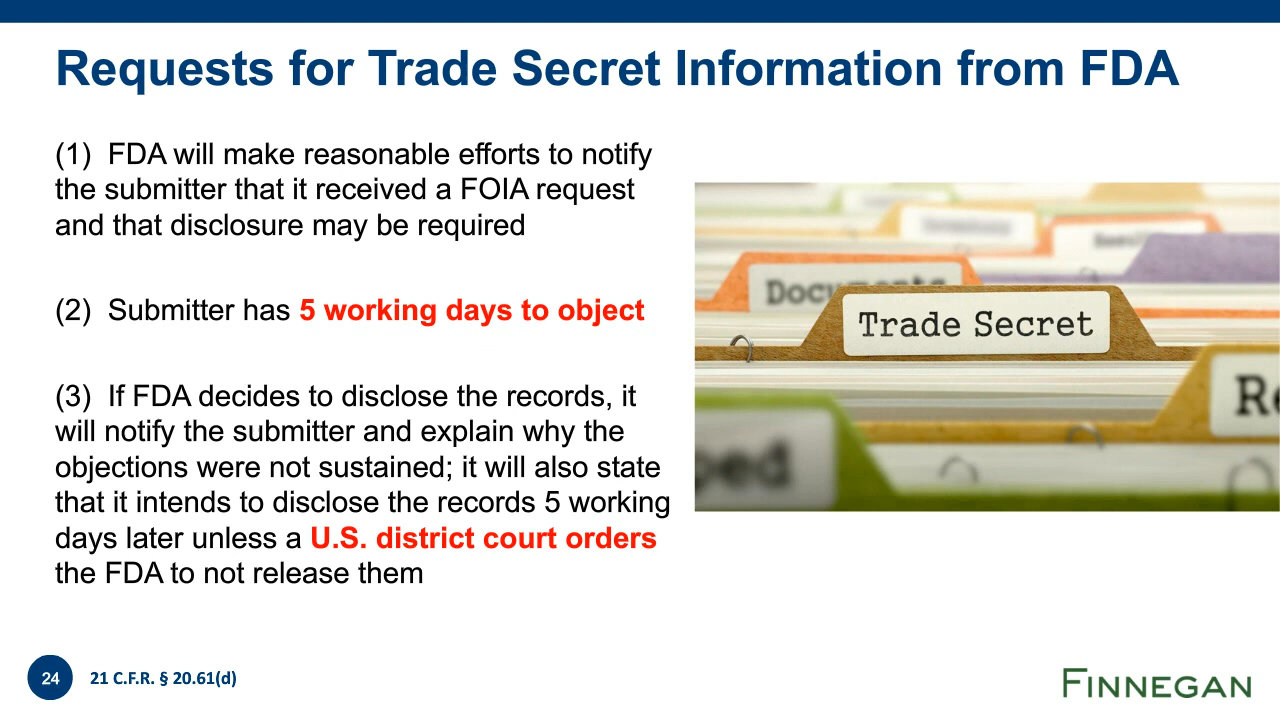 Requests for Trade Secret Information from FDA
(1) FDA will make reasonable efforts to notify
the submitter that it received a FOIA request
and that disclosure may be required
(2) Submitter has 5 working days to object
(3) If FDA decides to disclose the records, it
will notify the submitter and explain why the
objections were not sustained; it will also state
that it intends to disclose the records 5 working
days later unless a U.S. district court orders
the FDA to not release them
Documents
Trade Secret
Re
ped
24 21 C.F.R. § 20.61(d)
FINNEGAN